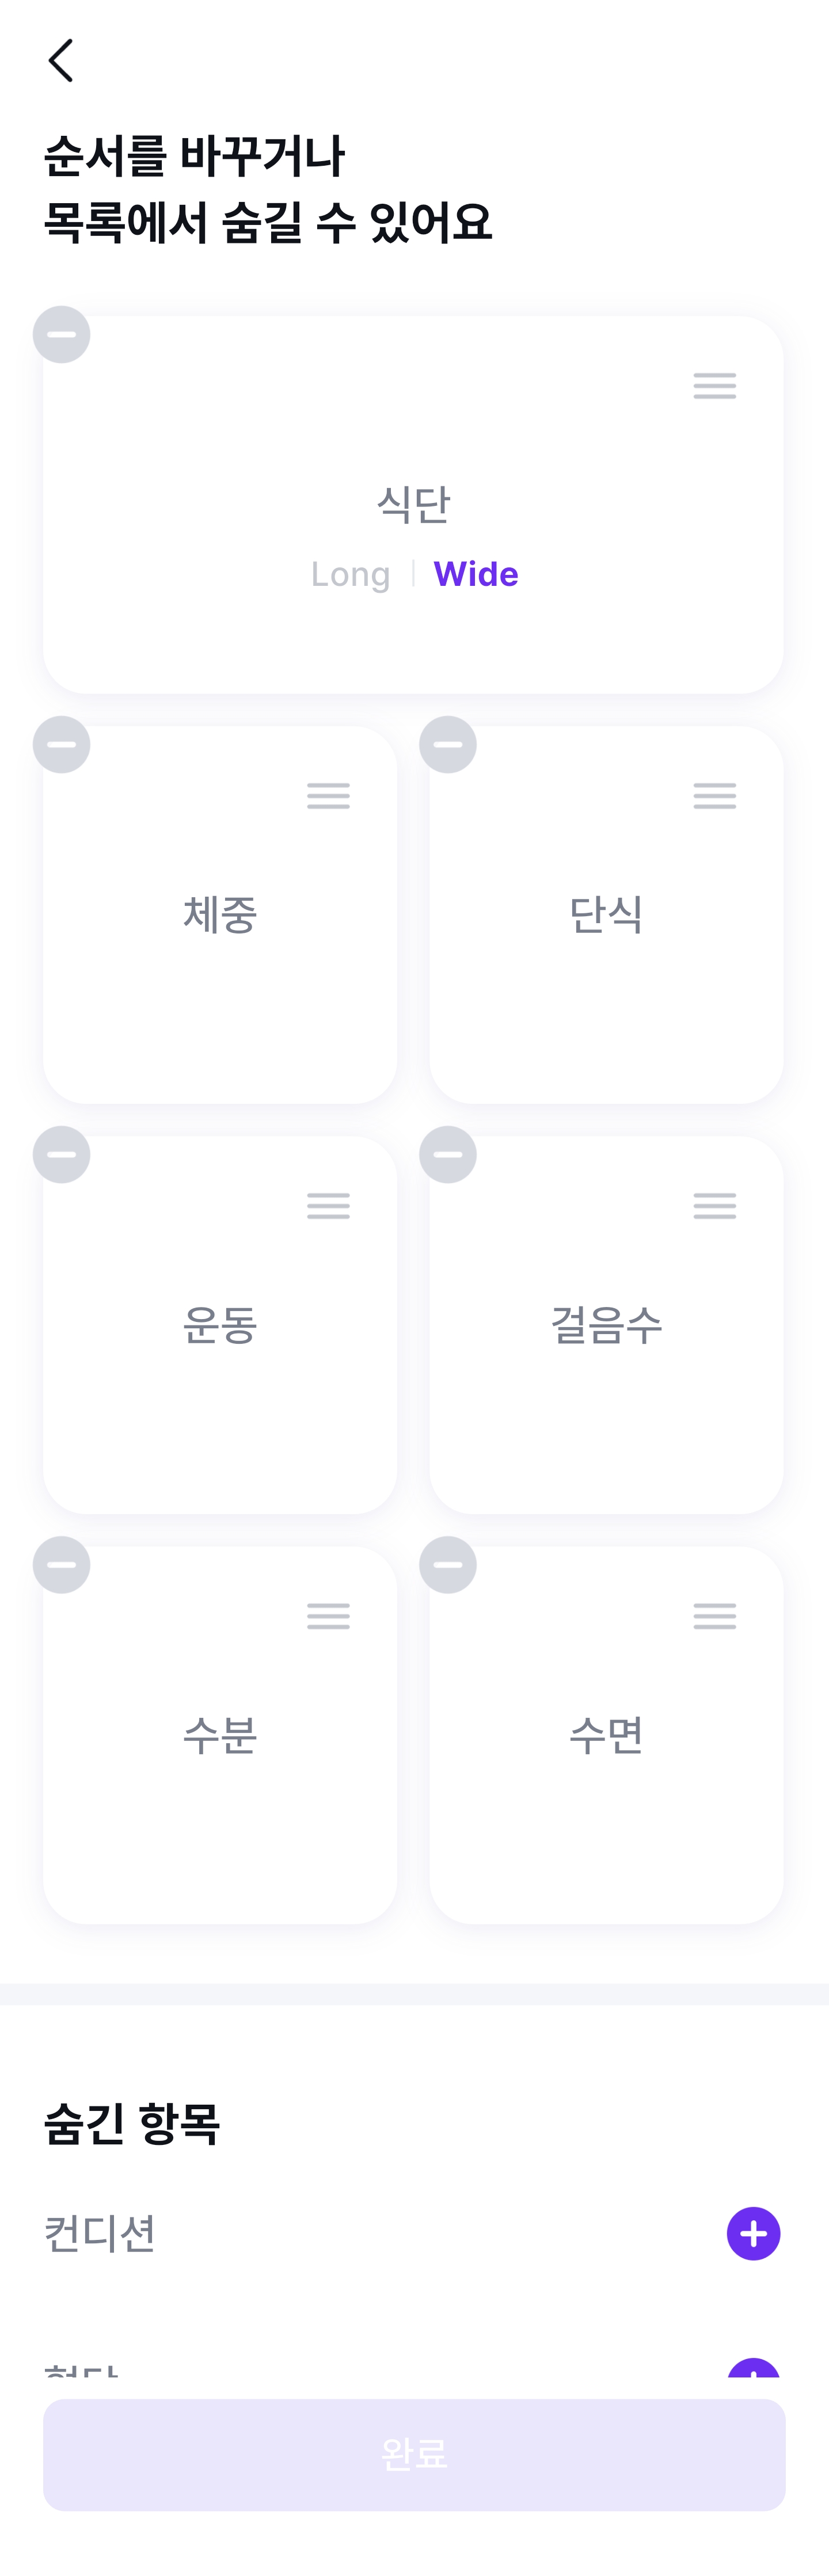 순서를 바꾸거나
목록에서 숨길 수 있어요
식단
Long | Wide
체중
단식
운동
걸음수
수분
수면
숨긴 항목
컨디션
완료